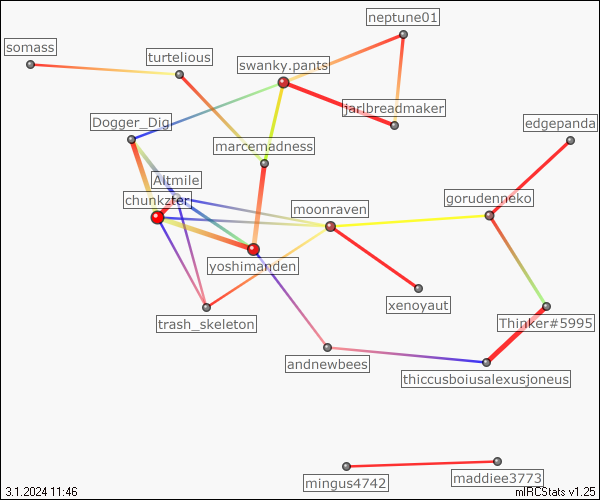 neptune01
somass
turtelious
swanky.pants
jarlbreadmaker
Dogger_Dig
edgepanda
marcemadness
Altmile
chunkzter
gorudenneko
moonraven
yoshimanden
xenoyaut
trash_skeleton
Thinker#5995
andnewbees
thiccusboiusalexusjoneus
maddiee3773
mingus4742
3.1.2024 11:46
mIRCStats v1.25